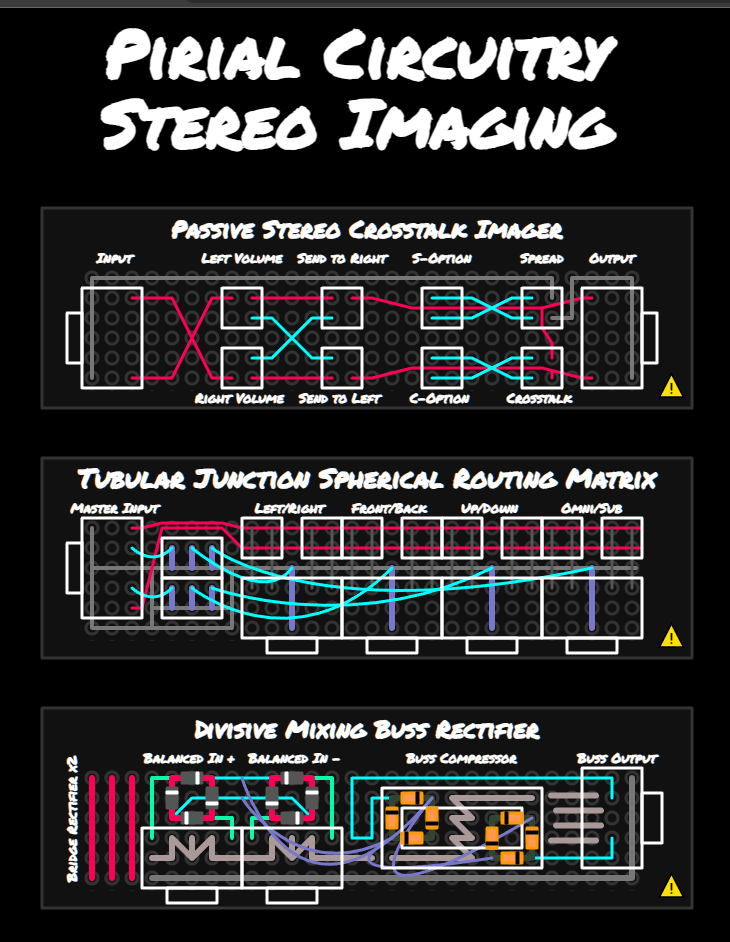 Pirial Circuitry
Stereo Imaging
Passive Stereo Crosstalk Imager
Input Left Volume Send to Right S-Option Spread Output
Right Volume Send to Left C-Option Crosstalk
Tubular Junction Spherical Routing Matrix
Master Input Left/Right Front/Back Up/Down Omni/Sub
Divisive Mixing Buss Rectifier
Balanced In + Balanced In - Buss Compressor Buss Output
Bridge Rectifier x2